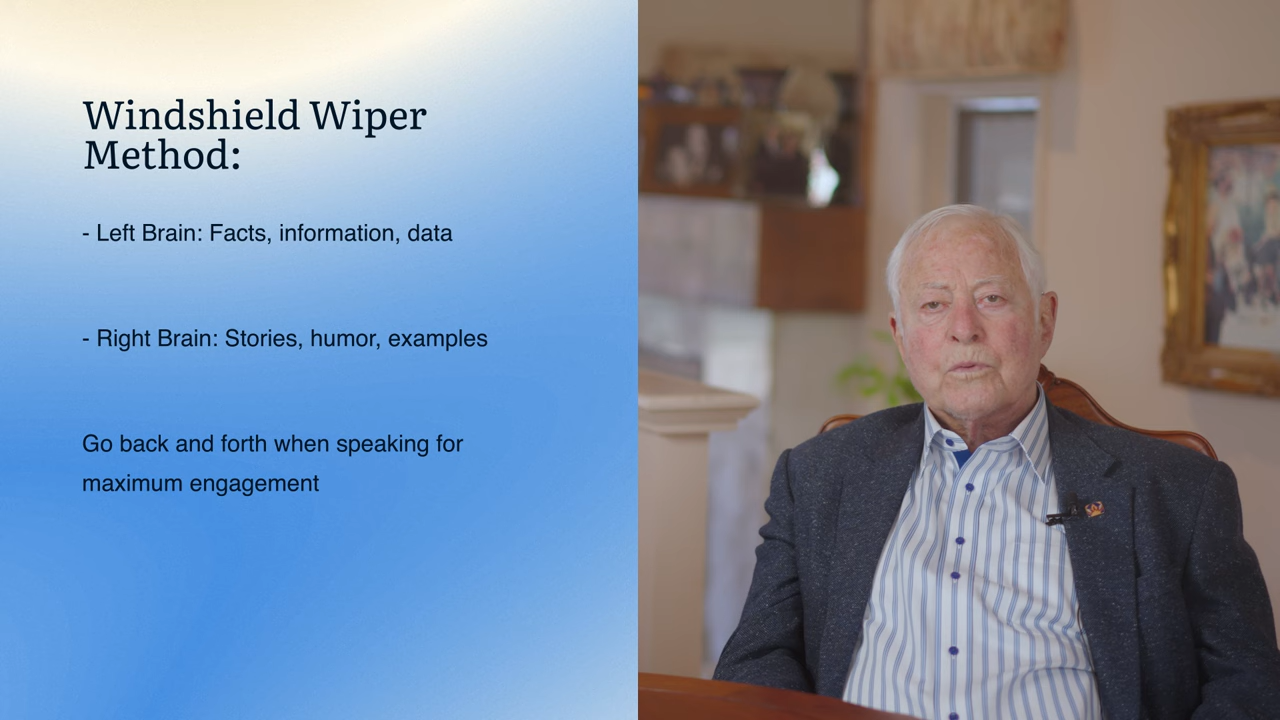 Windshield Wiper
Method:
- Left Brain: Facts, information, data
- Right Brain: Stories, humor, examples
Go back and forth when speaking for
maximum engagement